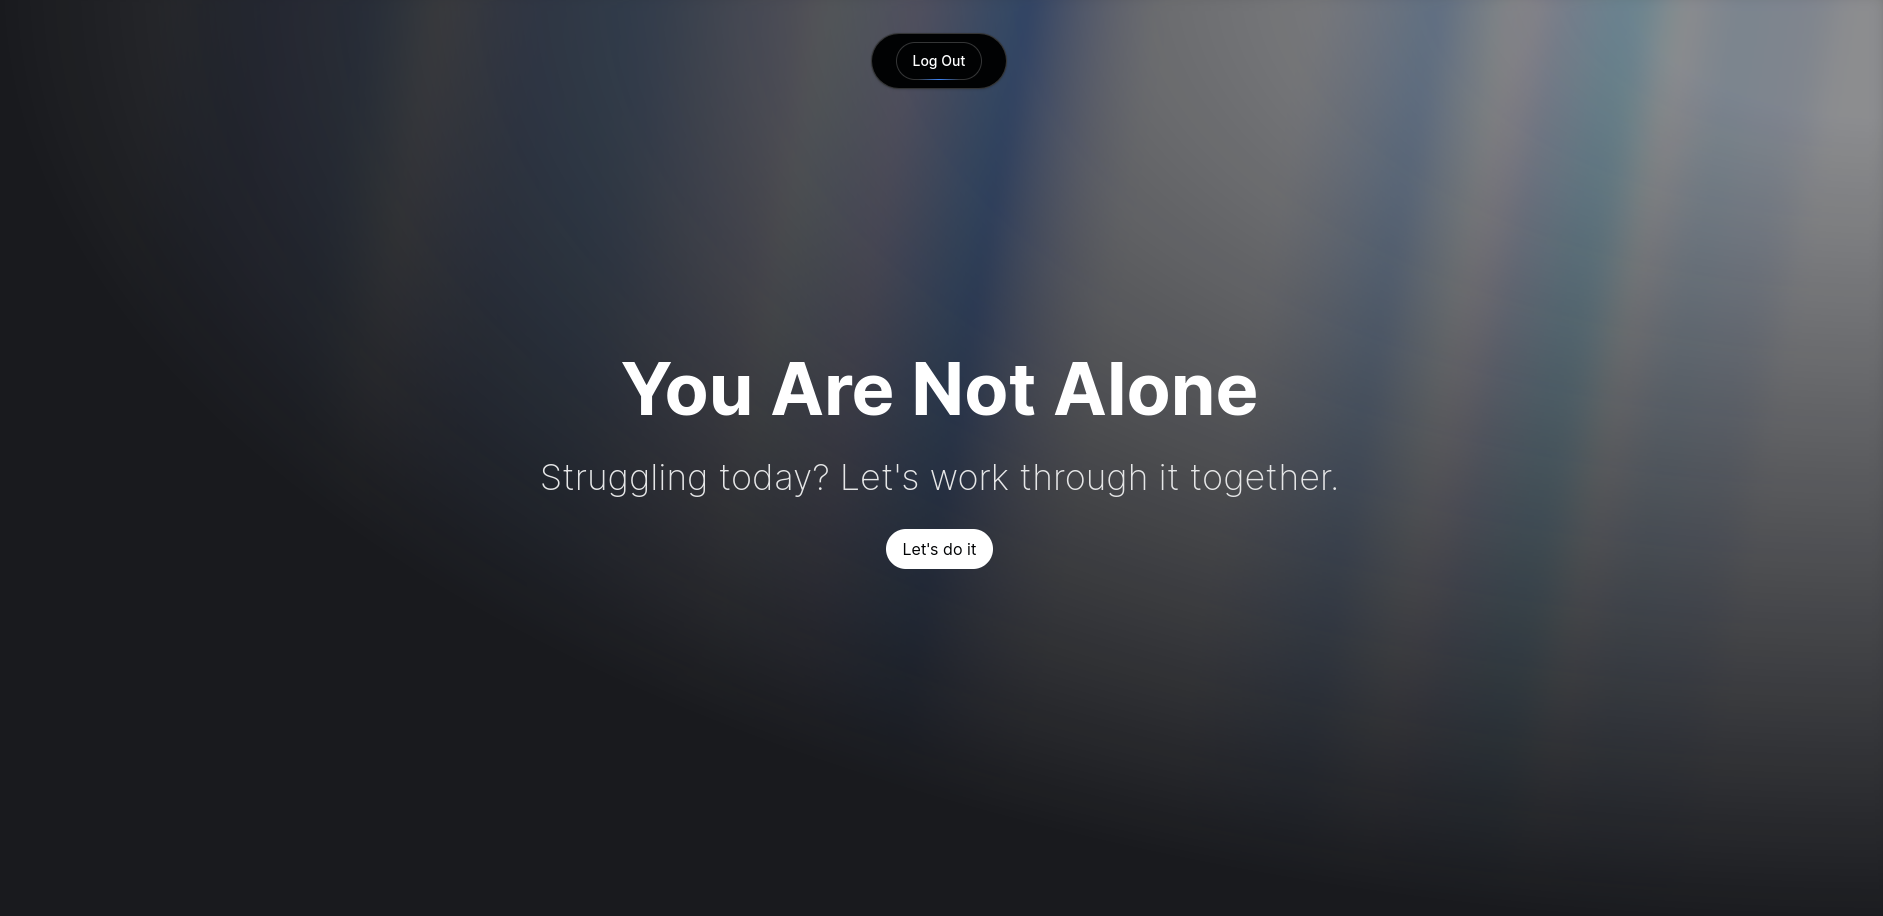 Log Out
You Are Not Alone
Struggling today? Let's work through it together.
Let's do it